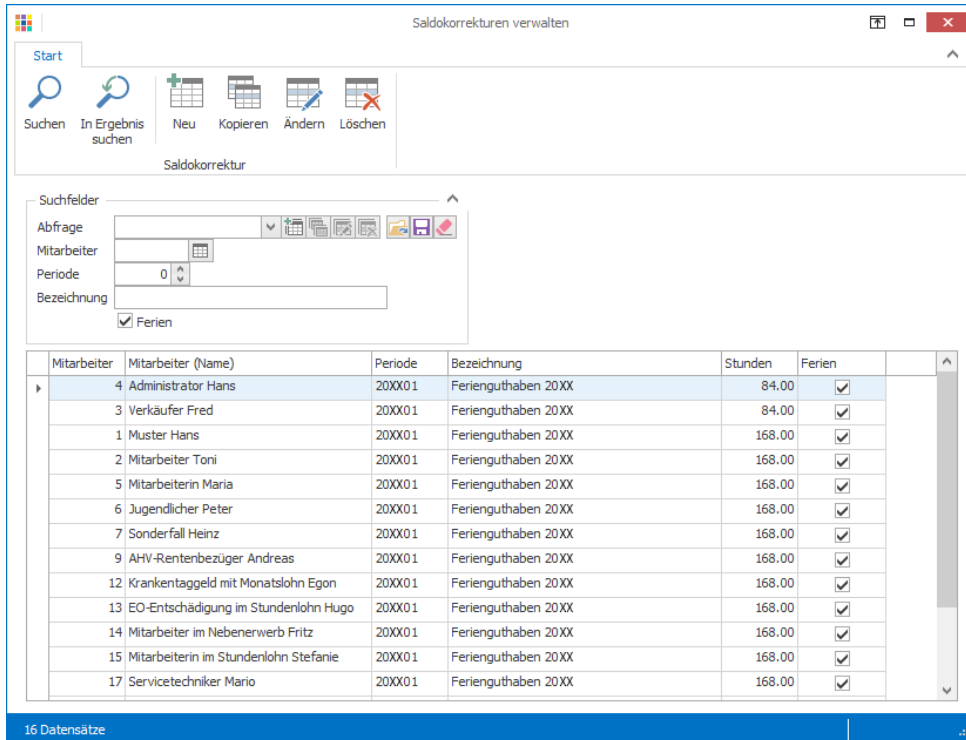 Saldokorrekturen verwalten
Start
Suchen In Ergebnis suchen Neu Kopieren Ändern Löschen
Saldokorrektur
Suchfelder
Abfrage
Mitarbeiter
Periode 0
Bezeichnung
Ferien
Mitarbeiter Mitarbeiter (Name) Periode Bezeichnung Stunden Ferien
4 Administrator Hans 20XX01 Ferienguthaben 20XX 84.00
3 Verkäufer Fred 20XX01 Ferienguthaben 20XX 84.00
1 Muster Hans 20XX01 Ferienguthaben 20XX 168.00
2 Mitarbeiter Toni 20XX01 Ferienguthaben 20XX 168.00
5 Mitarbeiterin Maria 20XX01 Ferienguthaben 20XX 168.00
6 Jugendlicher Peter 20XX01 Ferienguthaben 20XX 168.00
7 Sonderfall Heinz 20XX01 Ferienguthaben 20XX 168.00
9 AHV-Rentenbezüger Andreas 20XX01 Ferienguthaben 20XX 168.00
12 Krankentaggeld mit Monatslohn Egon 20XX01 Ferienguthaben 20XX 168.00
13 EO-Entschädigung im Stundenlohn Hugo 20XX01 Ferienguthaben 20XX 168.00
14 Mitarbeiter im Nebenerwerb Fritz 20XX01 Ferienguthaben 20XX 168.00
15 Mitarbeiterin im Stundenlohn Stefanie 20XX01 Ferienguthaben 20XX 168.00
17 Servicetechniker Mario 20XX01 Ferienguthaben 20XX 168.00
16 Datensätze